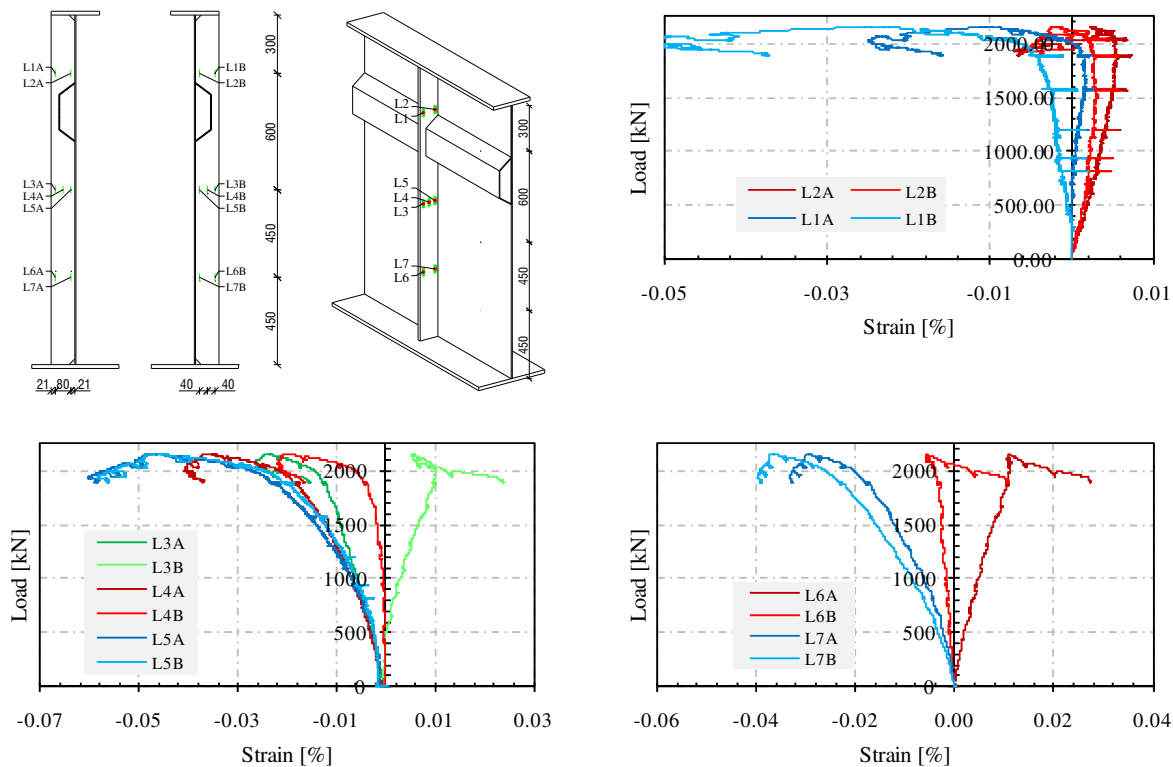 L1A
L2A
L3A
L4A
L5A
L6A
L7A
21 80 21
L1B
L2B
L3B
L4B
L5B
L6B
L7B
40 40
300
600
450
450
L2
L1
L5
L4
L3
L7
L6
300
600
450
450
Load [kN]
2000.00
1500.00
1000.00
500.00
0.00
L2A L2B
L1A L1B
-0.05 -0.03 -0.01 0.01
Strain [%]
Load [kN]
2000
1500
1000
500
0
L3A
L3B
L4A
L4B
L5A
L5B
-0.07 -0.05 -0.03 -0.01 0.01 0.03
Strain [%]
Load [kN]
2000
1500
1000
500
0
L6A
L6B
L7A
L7B
-0.06 -0.04 -0.02 0.00 0.02 0.04
Strain [%]